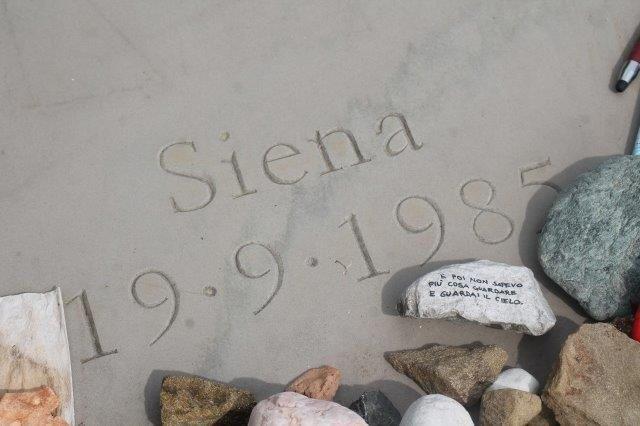 Siena
19·9·1985
E POI NON SAPEVO
PIÙ COSA GUARDARE
E GUARDAI IL CIELO.